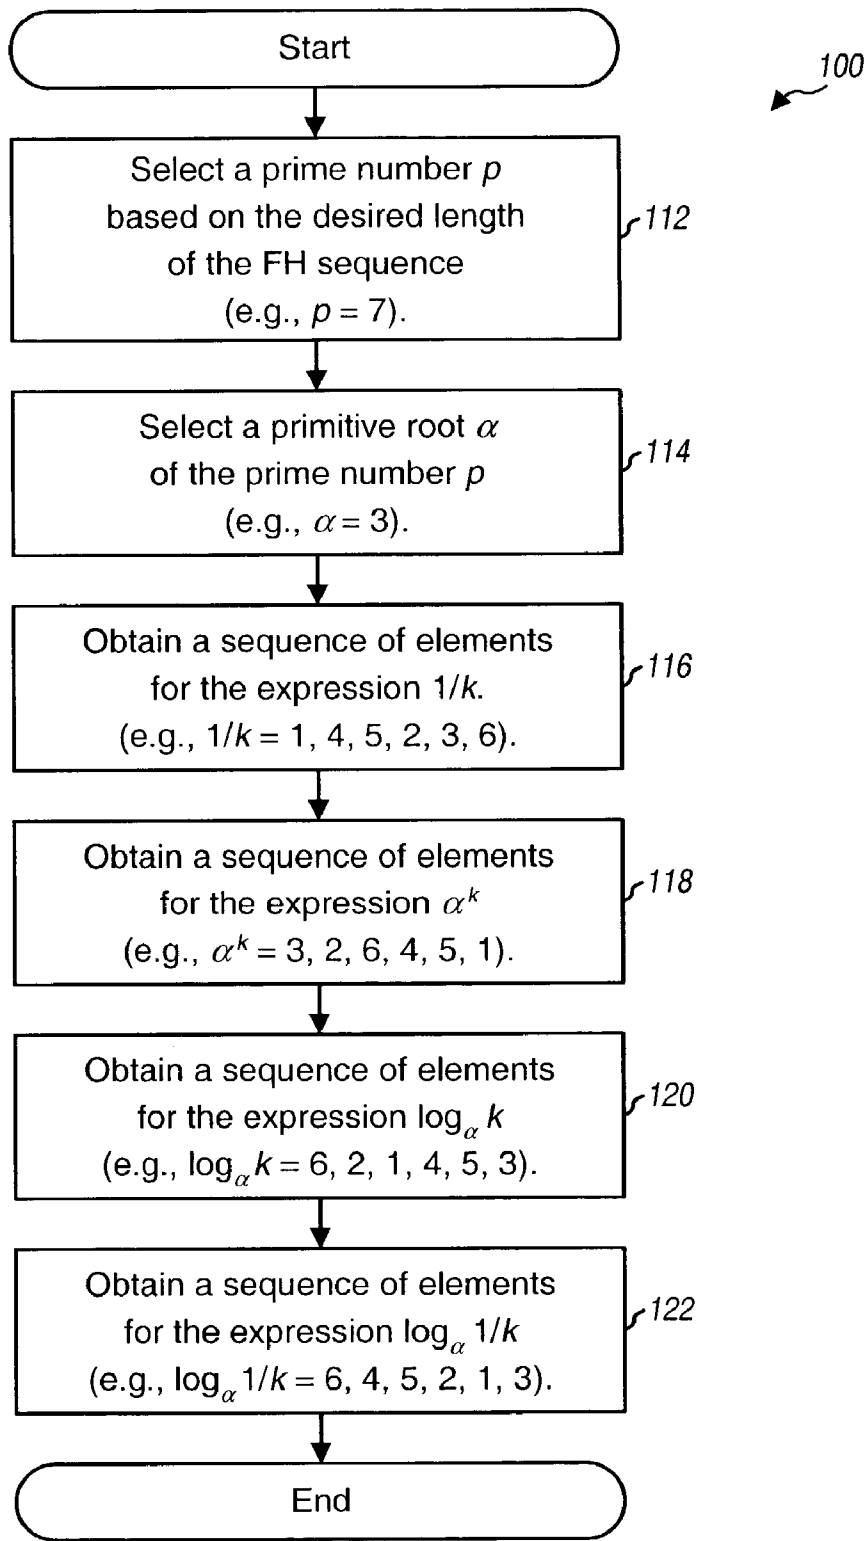 Start
100
Select a prime number p
based on the desired length
of the FH sequence
(e.g., p = 7).
112
Select a primitive root α
of the prime number p
(e.g., α = 3).
114
Obtain a sequence of elements
for the expression 1/k.
(e.g., 1/k = 1, 4, 5, 2, 3, 6).
116
Obtain a sequence of elements
for the expression α^k
(e.g., α^k = 3, 2, 6, 4, 5, 1).
118
Obtain a sequence of elements
for the expression log_α k
(e.g., log_α k = 6, 2, 1, 4, 5, 3).
120
Obtain a sequence of elements
for the expression log_α 1/k
(e.g., log_α 1/k = 6, 4, 5, 2, 1, 3).
122
End